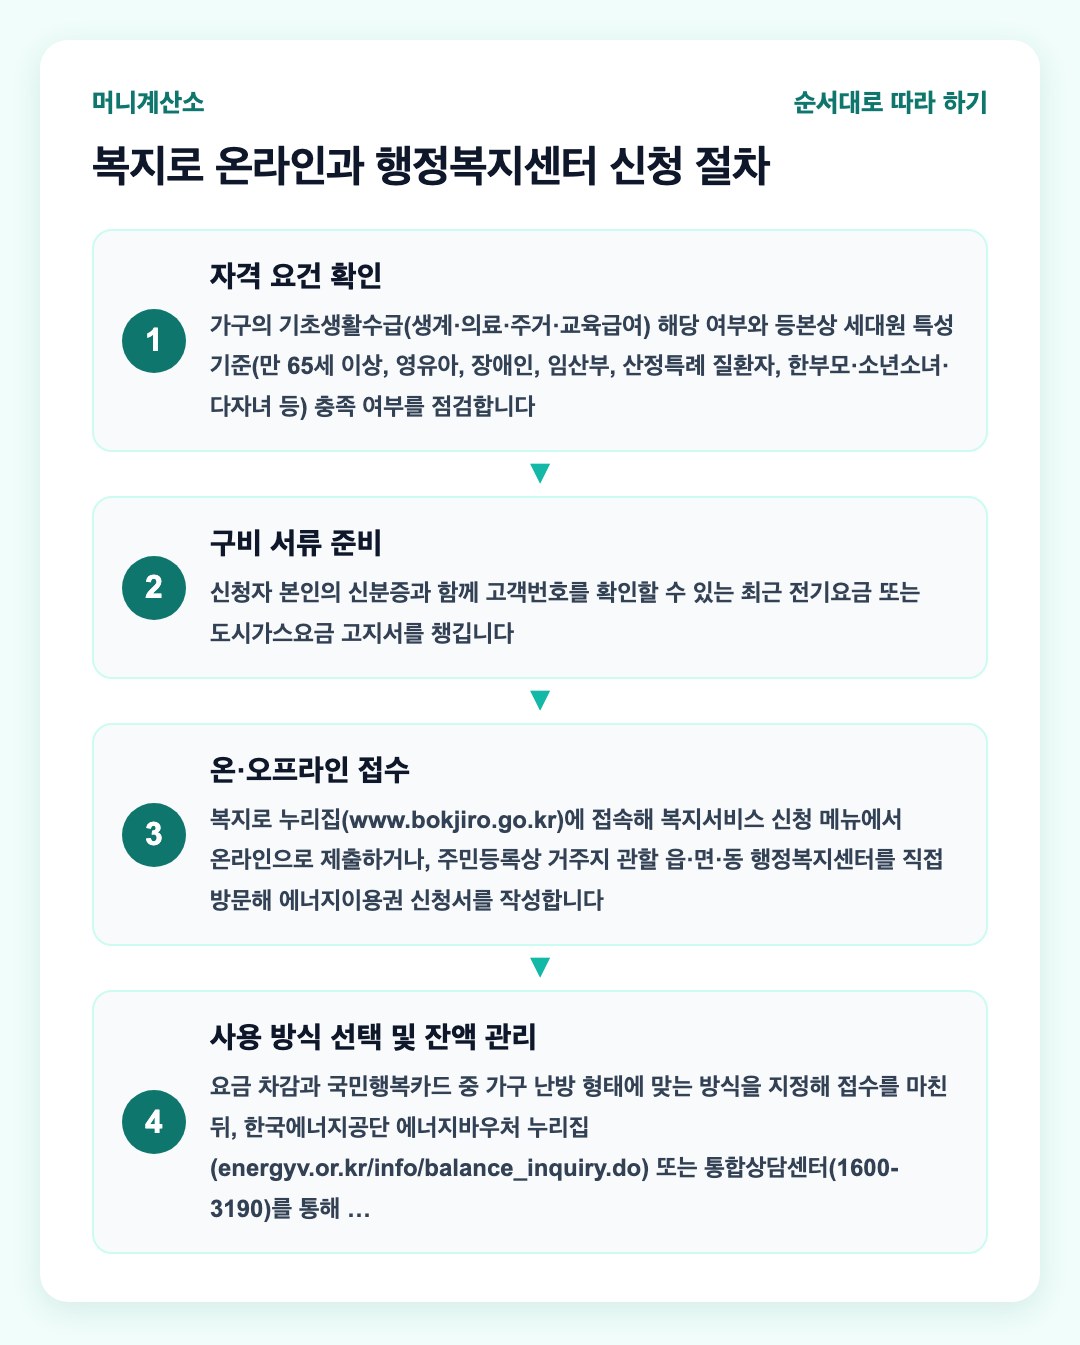 머니계산소
순서대로 따라 하기
복지로 온라인과 행정복지센터 신청 절차
자격 요건 확인
1
가구의 기초생활수급(생계·의료·주거·교육급여) 해당 여부와 등본상 세대원 특성
기준(만 65세 이상, 영유아, 장애인, 임산부, 산정특례 질환자, 한부모·소년소녀·
다자녀 등) 충족 여부를 점검합니다
▼
구비 서류 준비
2
신청자 본인의 신분증과 함께 고객번호를 확인할 수 있는 최근 전기요금 또는
도시가스요금 고지서를 챙깁니다
▼
온·오프라인 접수
3
복지로 누리집(www.bokjiro.go.kr)에 접속해 복지서비스 신청 메뉴에서
온라인으로 제출하거나, 주민등록상 거주지 관할 읍·면·동 행정복지센터를 직접
방문해 에너지이용권 신청서를 작성합니다
▼
사용 방식 선택 및 잔액 관리
4
요금 차감과 국민행복카드 중 가구 난방 형태에 맞는 방식을 지정해 접수를 마친
뒤, 한국에너지공단 에너지바우처 누리집
(energyv.or.kr/info/balance_inquiry.do) 또는 통합상담센터(1600-
3190)를 통해 …